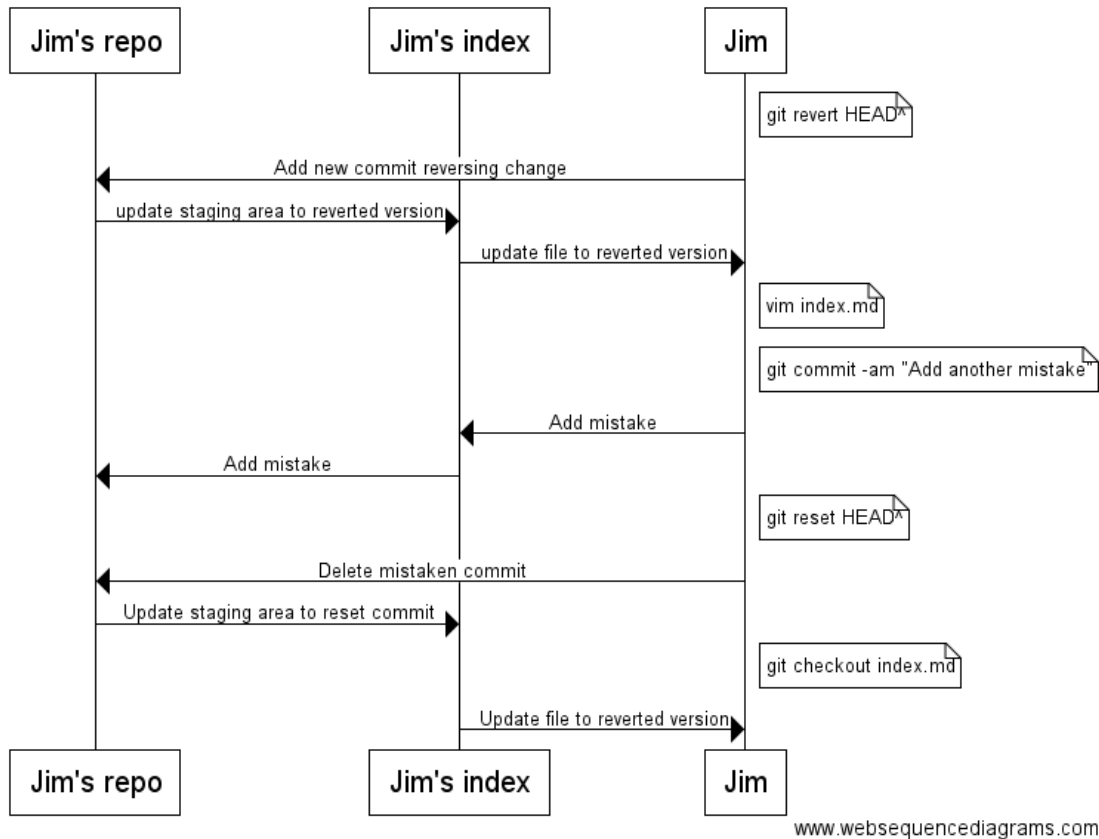 Jim's repo
Jim's index
Jim
git revert HEAD^
Add new commit reversing change
update staging area to reverted version
update file to reverted version
vim index.md
git commit -am "Add another mistake"
Add mistake
Add mistake
git reset HEAD^
Delete mistaken commit
Update staging area to reset commit
git checkout index.md
Update file to reverted version
Jim's repo
Jim's index
Jim
www.websequencediagrams.com